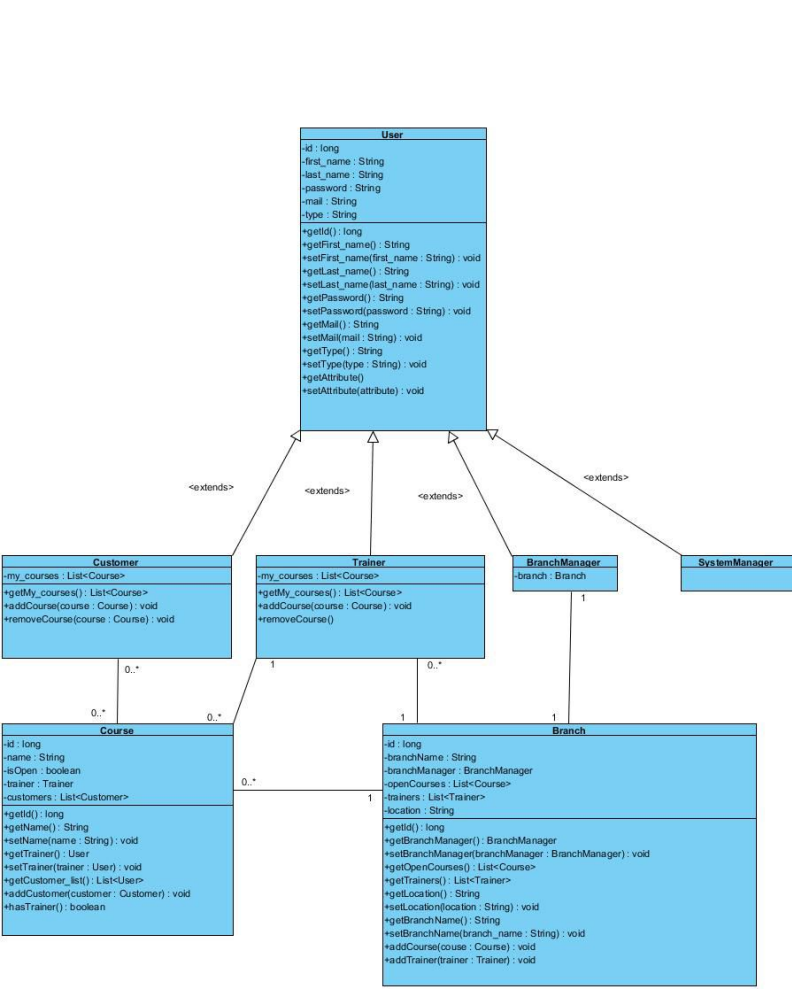 User
-id : long
-first_name : String
-last_name : String
-password : String
-mail : String
-type : String
+getId() : long
+getFirst_name() : String
+setFirst_name(first_name : String) : void
+getLast_name() : String
+setLast_name(last_name : String) : void
+getPassword() : String
+setPassword(password : String) : void
+getMail() : String
+setMail(mail : String) : void
+getType() : String
+setType(type : String) : void
+getAttribute()
+setAttribute(attribute) : void
<extends>
<extends>
<extends>
<extends>
Customer
-my_courses : List<Course>
+getMy_courses() : List<Course>
+addCourse(course : Course) : void
+removeCourse(course : Course) : void
Trainer
-my_courses : List<Course>
+getMy_courses() : List<Course>
+addCourse(course : Course) : void
+removeCourse()
BranchManager
-branch : Branch
SystemManager
1
0..*
1
0..*
0..*
0..*
1
1
Course
-id : long
-name : String
-isOpen : boolean
-trainer : Trainer
-customers : List<Customer>
+getId() : long
+getName() : String
+setName(name : String) : void
+getTrainer() : User
+setTrainer(trainer : User) : void
+getCustomer_list() : List<User>
+addCustomer(customer : Customer) : void
+hasTrainer() : boolean
0..*
1
Branch
-id : long
-branchName : String
-branchManager : BranchManager
-openCourses : List<Course>
-trainers : List<Trainer>
-location : String
+getId() : long
+getBranchManager() : BranchManager
+setBranchManager(branchManager : BranchManager) : void
+getOpenCourses() : List<Course>
+getTrainers() : List<Trainer>
+getLocation() : String
+setLocation(location : String) : void
+getBranchName() : String
+setBranchName(branch_name : String) : void
+addCourse(couse : Course) : void
+addTrainer(trainer : Trainer) : void